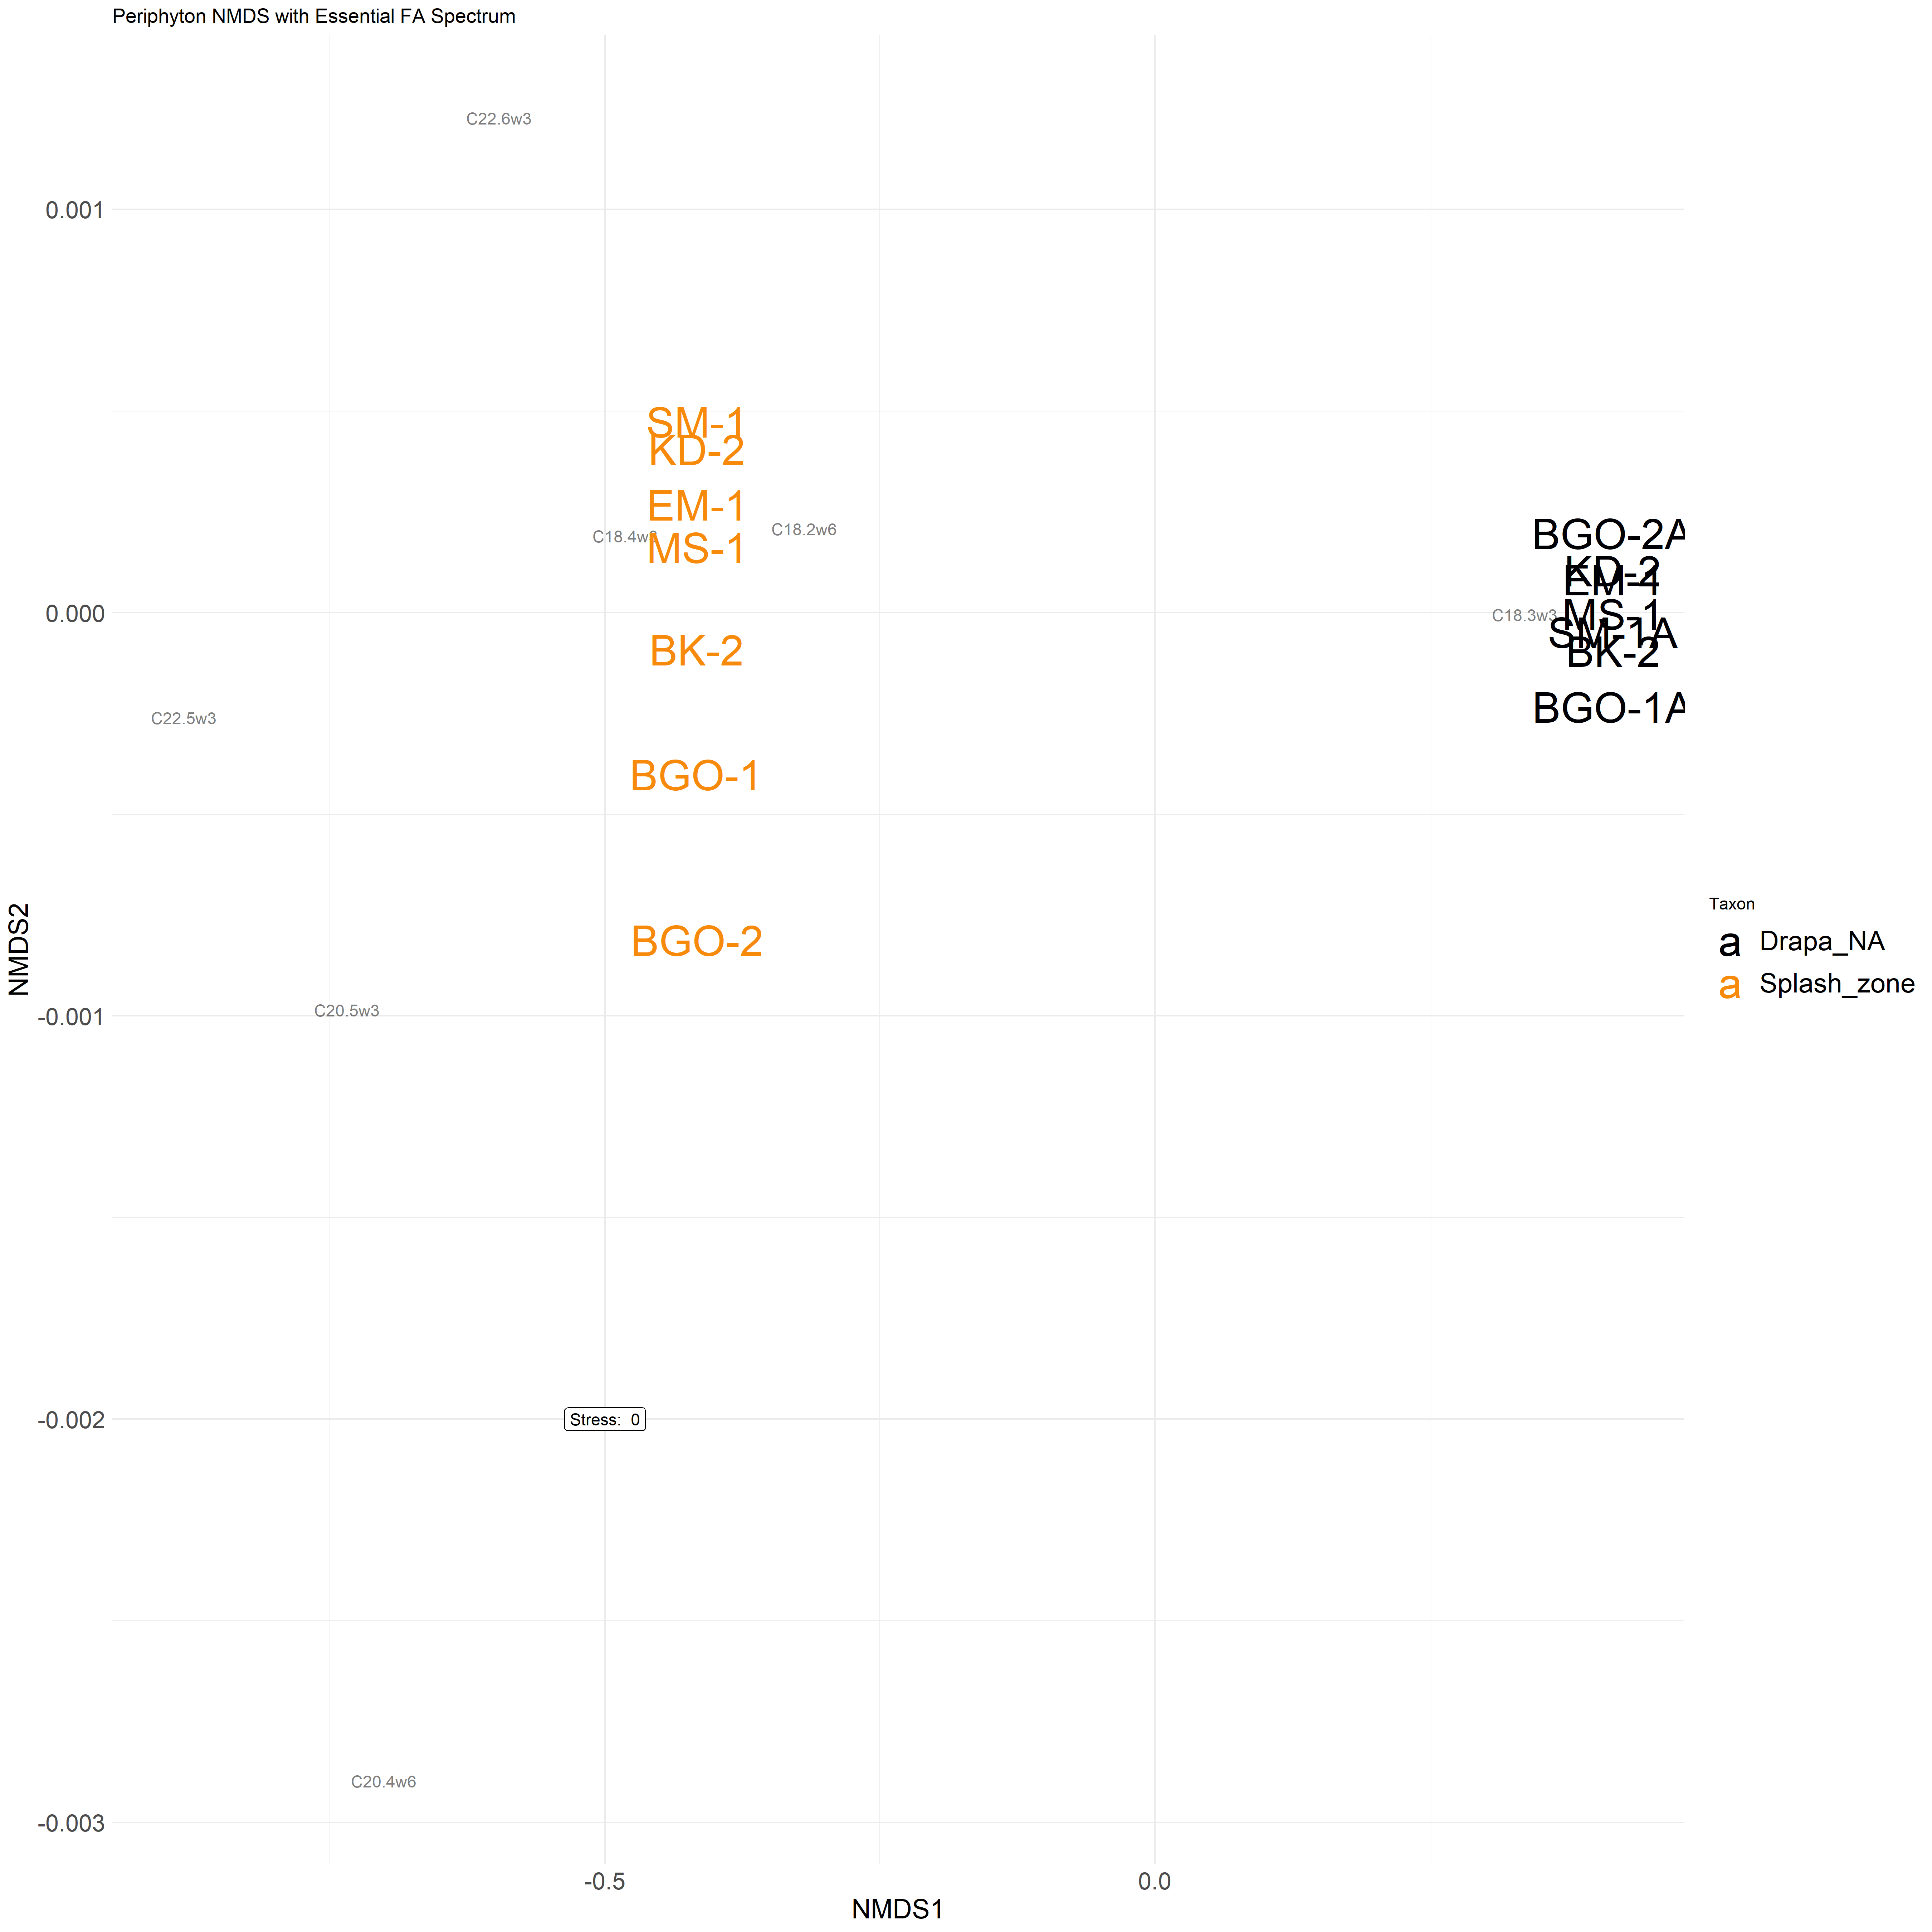 Periphyton NMDS with Essential FA Spectrum
C22.6w3
0.001
SM-1
KD-2
EM-1
C18.2w6
BGO-2A
MS-1
KD-2
EM-1
0.000
C18.3w3
MS-1
SM-1A
BK-2
BK-2
C22.5w3
BGO-1A
BGO-1
Taxon
BGO-2
a Drapa_NA
NMDS2
a Splash_zone
C20.5w3
-0.001
Stress: 0
-0.002
C20.4w6
-0.003
-0.5
0.0
NMDS1